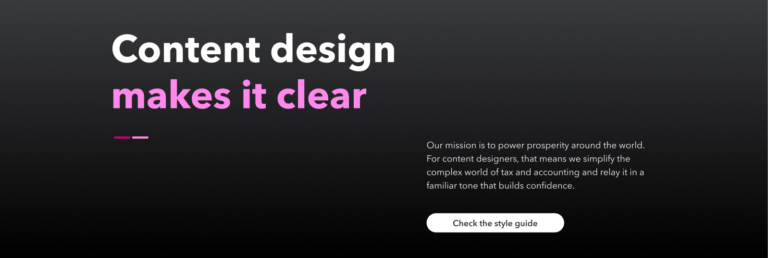 Content design
makes it clear
Our mission is to power prosperity around the world.
For content designers, that means we simplify the
complex world of tax and accounting and relay it in a
familiar tone that builds confidence.
Check the style guide